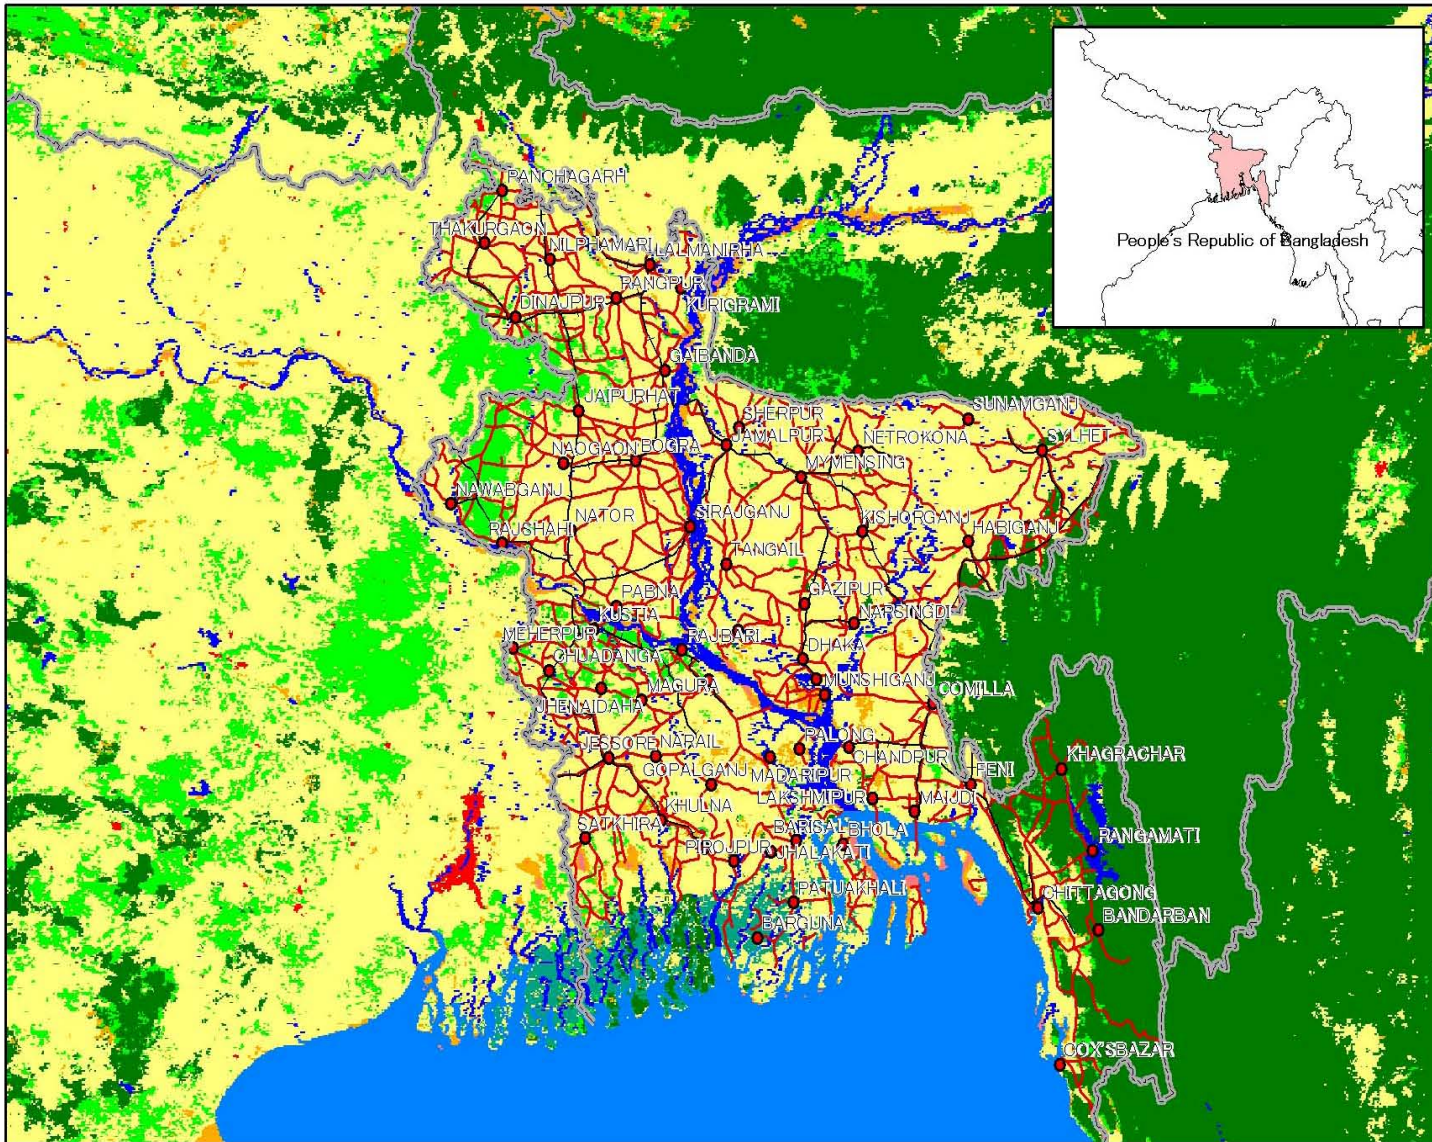 People's Republic of Bangladesh
PANCHAGARH
THAKURGAON
NILPHAMARI
LALMANIRHA
RANGPUR
DINAJPUR
KURIGRAMI
GAIBANDA
JAIPURHAT
SHERPUR
SUNAMGANJ
JAMALPUR
NETROKONA
SYLHET
NAOGAON
BOGRA
MYMENSING
NAWABGANJ
NATOR
SIRAJGANJ
KISHORGANJ
HABIGANJ
RAJSHAHI
TANGAIL
PABNA
GAZIPUR
KUSTIA
NARSINGDI
MEHERPUR
RAJBARI
DHAKA
CHUADANGA
MAGURA
MUNSHIGANJ
COMILLA
JHENAIDAHA
PALONG
JESSORE
NARAIL
CHANDPUR
KHAGRACHAR
GOPALGANJ
MADARIPUR
FENI
LAKSHMIPUR
MAIJDI
KHULNA
SATKHIRA
BARISAL
BHOLA
RANGAMATI
PIROJPUR
JHALAKATI
PATUAKHALI
CHITTAGONG
BARGUNA
BANDARBAN
COX'SBAZAR